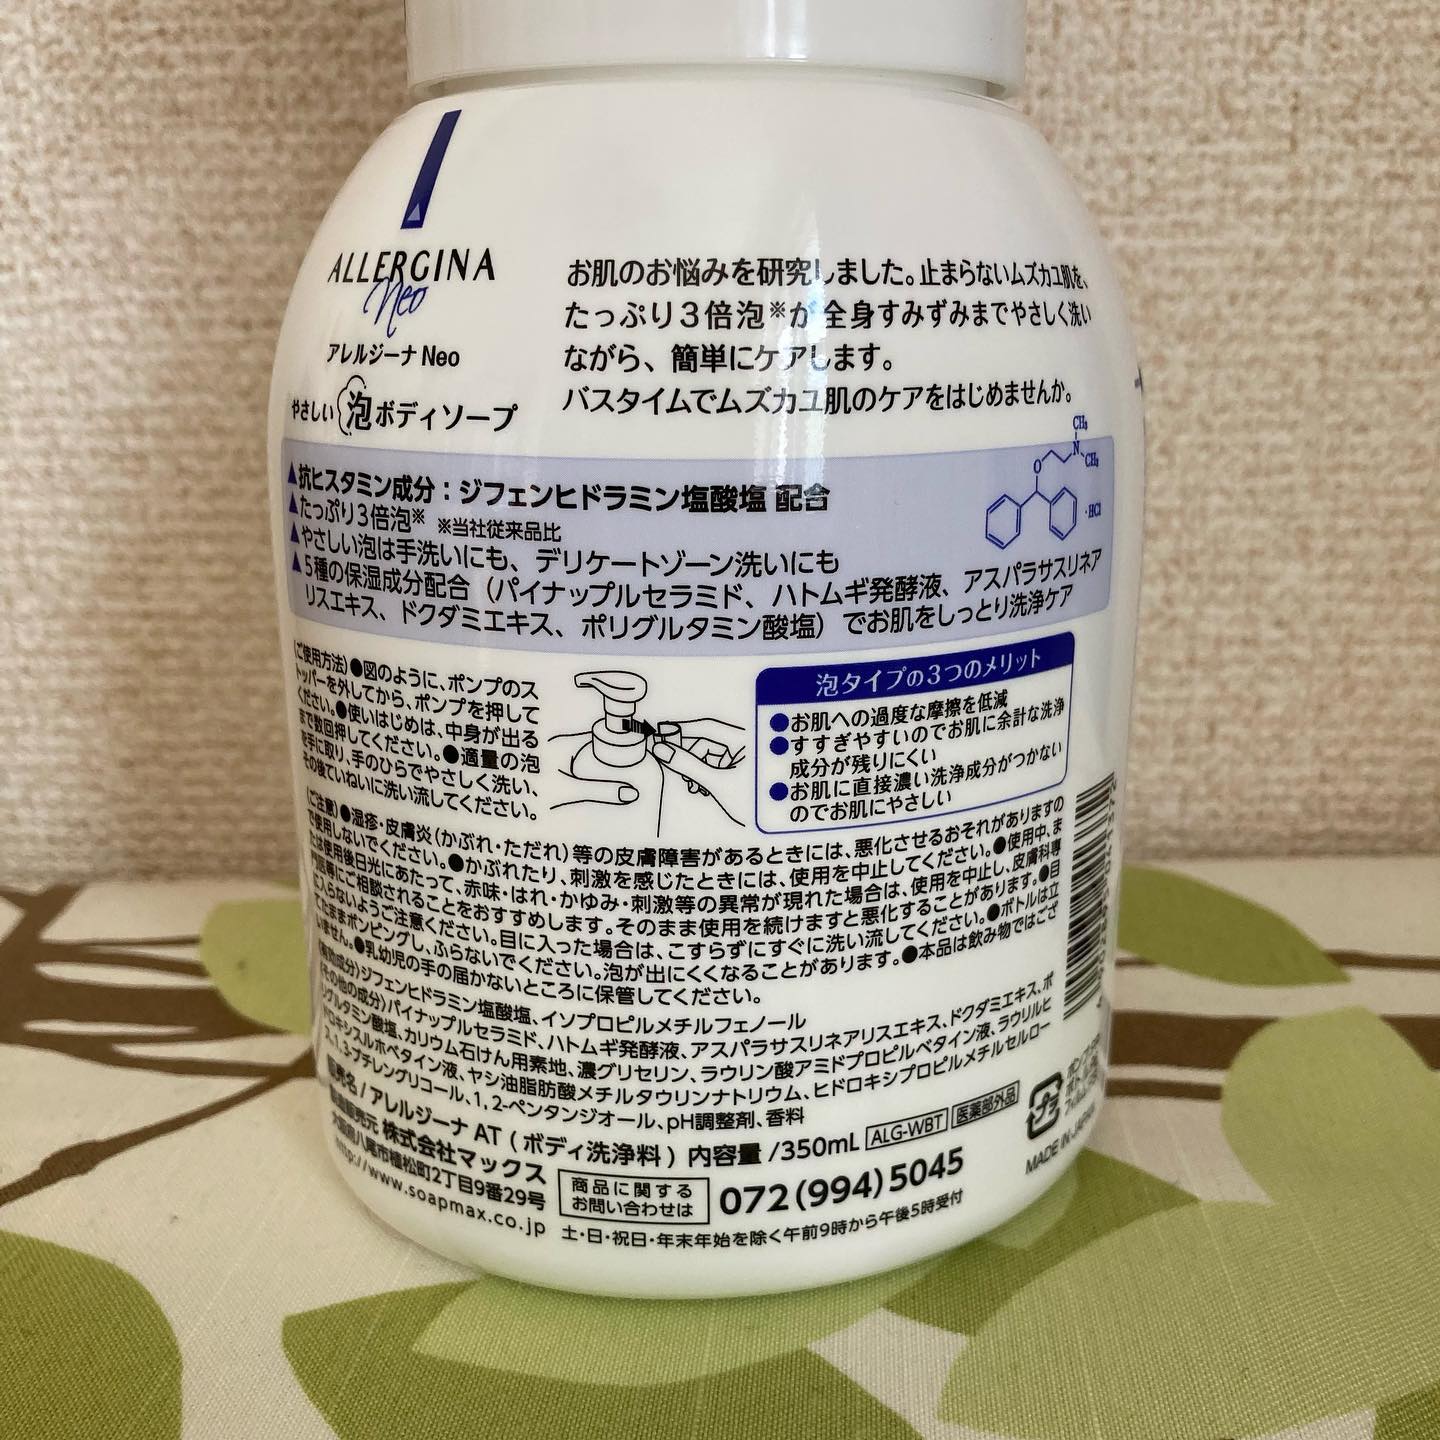 ALLERGINA
Neo
アレルジーナ Neo
やさしい泡ボディソープ
お肌のお悩みを研究しました。止まらないムズカユ肌を、
たっぷり3倍泡※が全身すみずみまでやさしく洗い
ながら、簡単にケアします。
バスタイムでムズカユ肌のケアをはじめませんか。
▲抗ヒスタミン成分：ジフェンヒドラミン塩酸塩 配合
▲たっぷり3倍泡※ ※当社従来品比
▲やさしい泡は手洗いにも、デリケートゾーン洗いにも
▲5種の保湿成分配合（パイナップルセラミド、ハトムギ発酵液、アスパラサスリネア
リスエキス、ドクダミエキス、ポリグルタミン酸塩）でお肌をしっとり洗浄ケア
CH3
N
CH3
O
・HCl
〈ご使用方法〉●図のように、ポンプのス
トッパーを外してから、ポンプを押して
ください。●使いはじめは、中身が出る
まで数回押してください。●適量の泡
を手に取り、手のひらでやさしく洗い、
その後ていねいに洗い流してください。
泡タイプの3つのメリット
●お肌への過度な摩擦を低減
●すすぎやすいのでお肌に余計な洗浄
成分が残りにくい
●お肌に直接濃い洗浄成分がつかない
のでお肌にやさしい
〈ご注意〉●湿疹・皮膚炎（かぶれ・ただれ）等の皮膚障害があるときには、悪化させるおそれがありますの
で使用しないでください。●かぶれたり、刺激を感じたときには、使用を中止してください。●使用中、ま
たは使用後日光にあたって、赤味・はれ・かゆみ・刺激等の異常が現れた場合は、使用を中止し、皮膚科専
門医等にご相談されることをおすすめします。そのまま使用を続けますと悪化することがあります。●目
に入らないようご注意ください。目に入った場合は、こすらずにすぐに洗い流してください。●ボトルは立
てたままポンピングし、ふらないでください。泡が出にくくなることがあります。●本品は飲み物ではござ
いません。●乳幼児の手の届かないところに保管してください。
〈有効成分〉ジフェンヒドラミン塩酸塩、イソプロピルメチルフェノール
〈その他の成分〉パイナップルセラミド、ハトムギ発酵液、アスパラサスリネアリスエキス、ドクダミエキス、ポ
リグルタミン酸塩、カリウム石けん用素地、濃グリセリン、ラウリン酸アミドプロピルベタイン液、ラウリルヒ
ドロキシスルホベタイン液、ヤシ油脂肪酸メチルタウリンナトリウム、ヒドロキシプロピルメチルセルロー
ス、1,3-ブチレングリコール、1,2-ペンタンジオール、pH調整剤、香料
販売名/アレルジーナ AT（ボディ洗浄料）内容量/350mL ALG-WBT 医薬部外品
製造販売元 株式会社マックス
大阪府八尾市植松町2丁目9番29号
http://www.soapmax.co.jp
商品に関する
お問い合わせは
072(994)5045
土・日・祝日・年末年始を除く午前9時から午後5時受付
プラ
MADE IN JAPAN